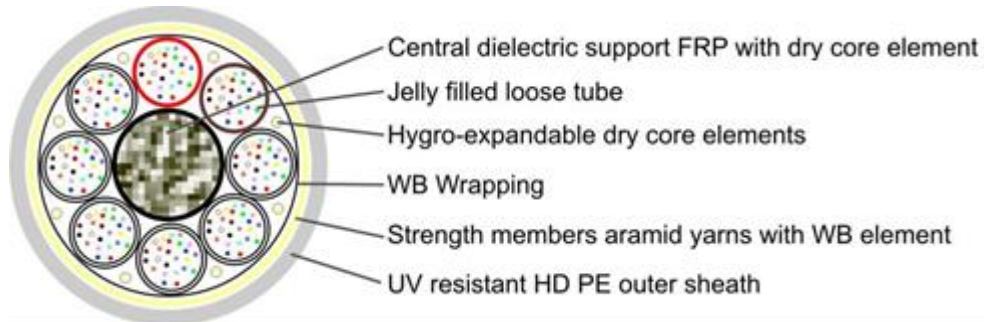 Central dielectric support FRP with dry core element
Jelly filled loose tube
Hygro-expandable dry core elements
WB Wrapping
Strength members aramid yarns with WB element
UV resistant HD PE outer sheath